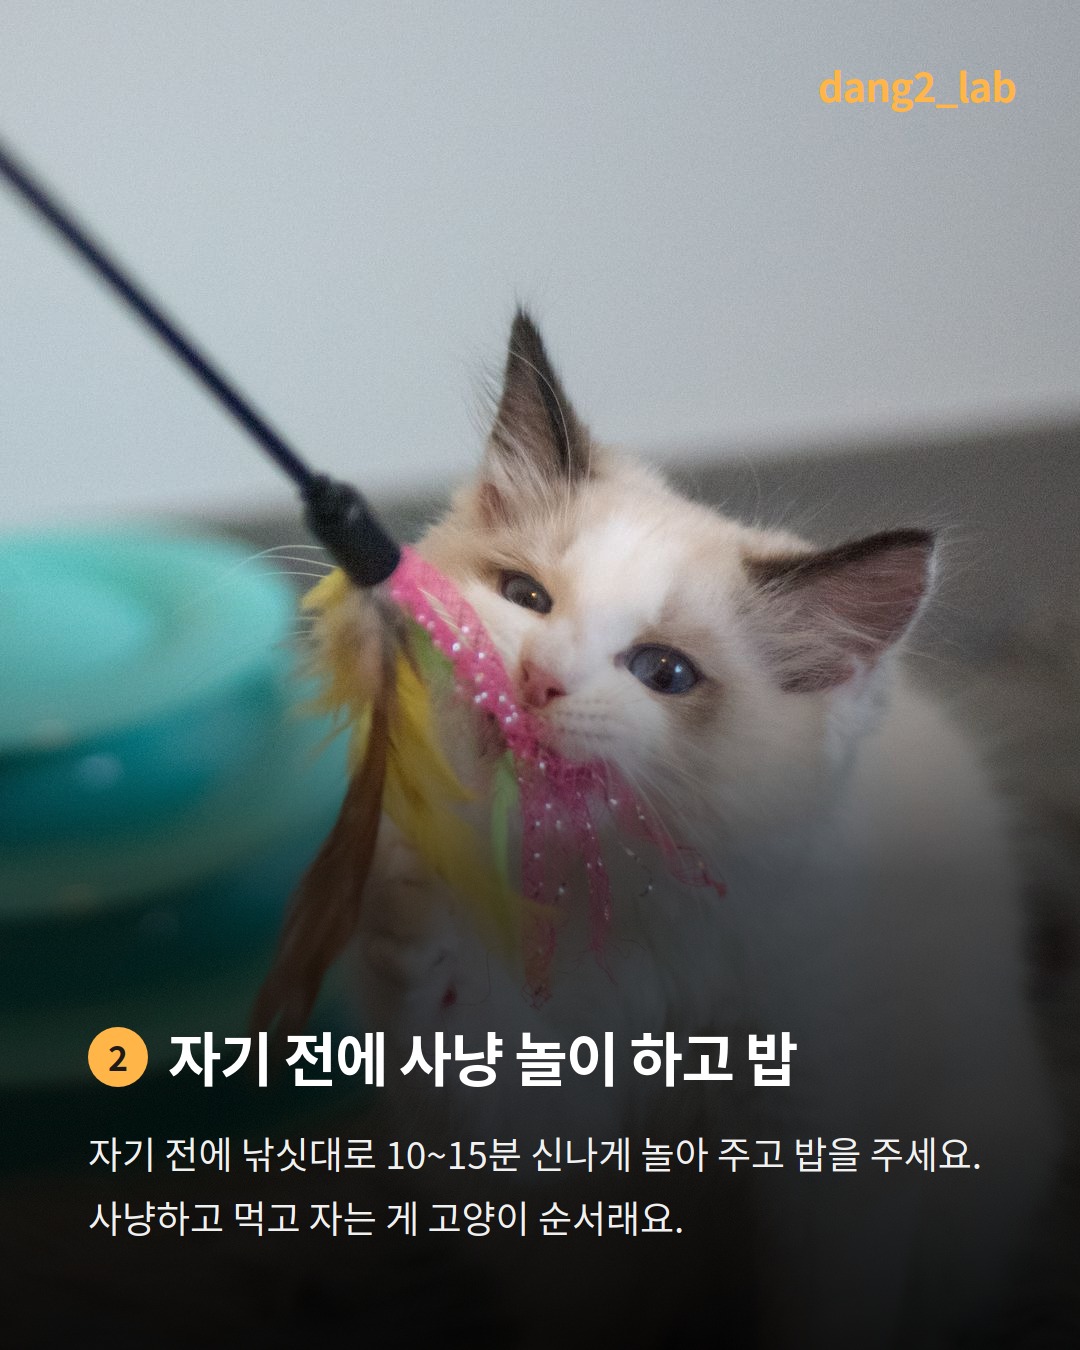 dang2_lab
2 자기 전에 사냥 놀이 하고 밥
자기 전에 낚싯대로 10~15분 신나게 놀아 주고 밥을 주세요.
사냥하고 먹고 자는 게 고양이 순서래요.